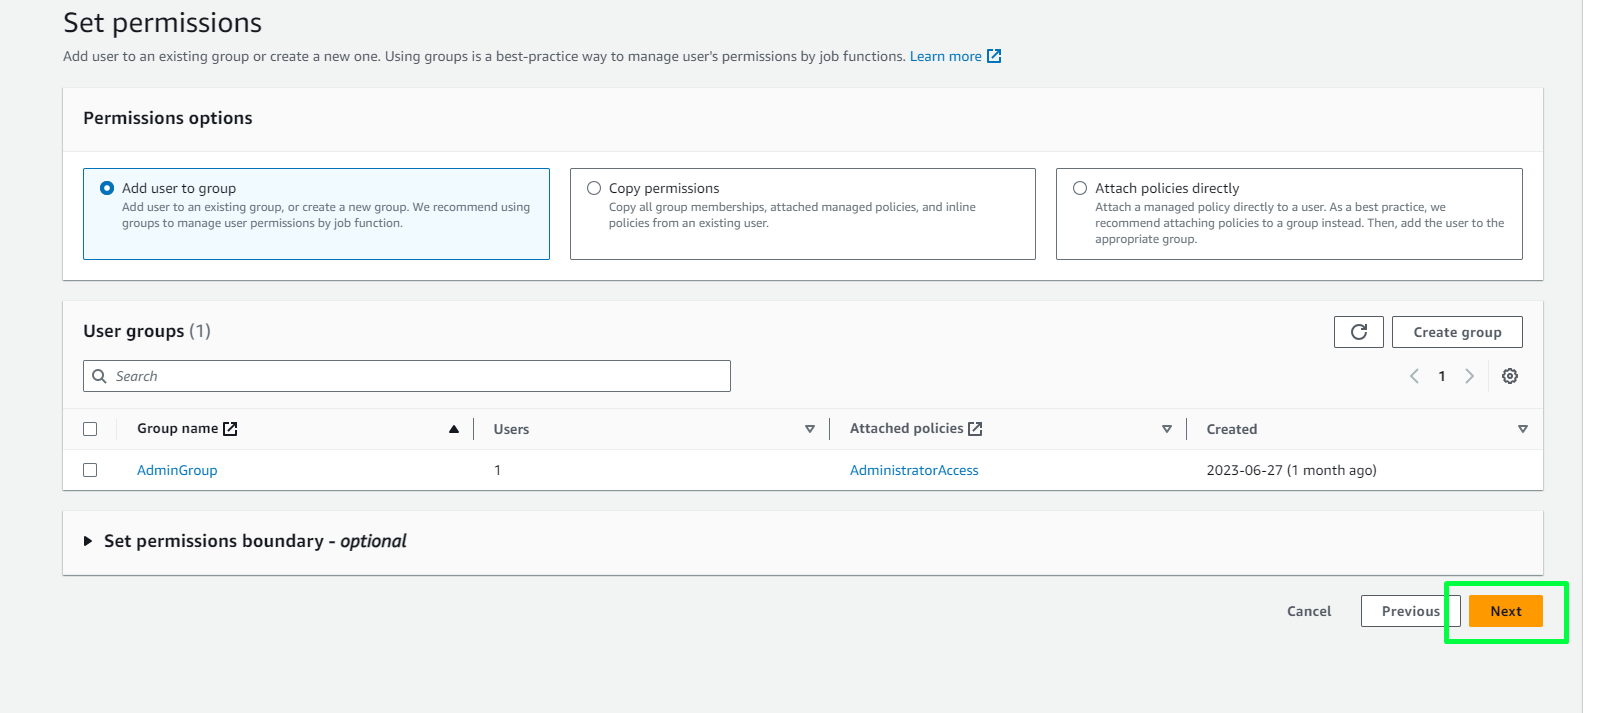 Set permissions
Add user to an existing group or create a new one. Using groups is a best-practice way to manage user's permissions by job functions. Learn more
Permissions options
Add user to group
Add user to an existing group, or create a new group. We recommend using
groups to manage user permissions by job function.
Copy permissions
Copy all group memberships, attached managed policies, and inline
policies from an existing user.
Attach policies directly
Attach a managed policy directly to a user. As a best practice, we
recommend attaching policies to a group instead. Then, add the user to the
appropriate group.
User groups (1)
Create group
Search
1
Group name Users Attached policies Created
AdminGroup 1 AdministratorAccess 2023-06-27 (1 month ago)
Set permissions boundary - optional
Cancel Previous Next